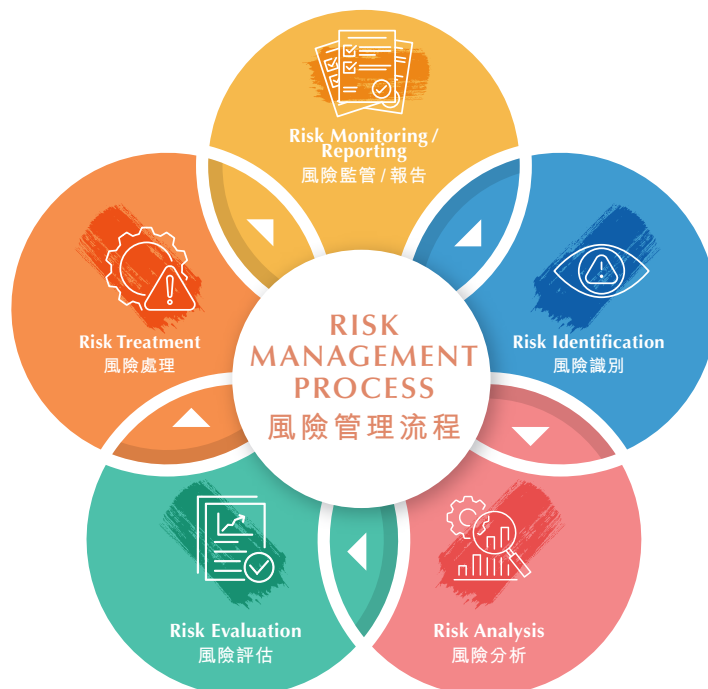 Risk Monitoring /
Reporting
風險監管 / 報告
Risk Identification
風險識別
Risk Analysis
風險分析
Risk Evaluation
風險評估
Risk Treatment
風險處理
RISK
MANAGEMENT
PROCESS
風險管理流程